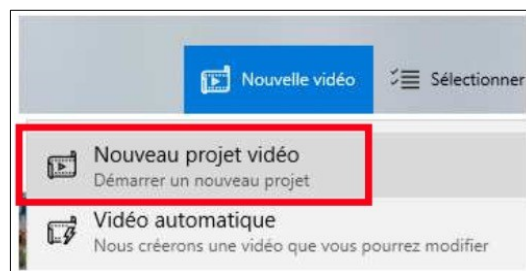 Nouvelle vidéo Sélectionner
Nouveau projet vidéo
Démarrer un nouveau projet
Vidéo automatique
Nous créerons une vidéo que vous pourrez modifier